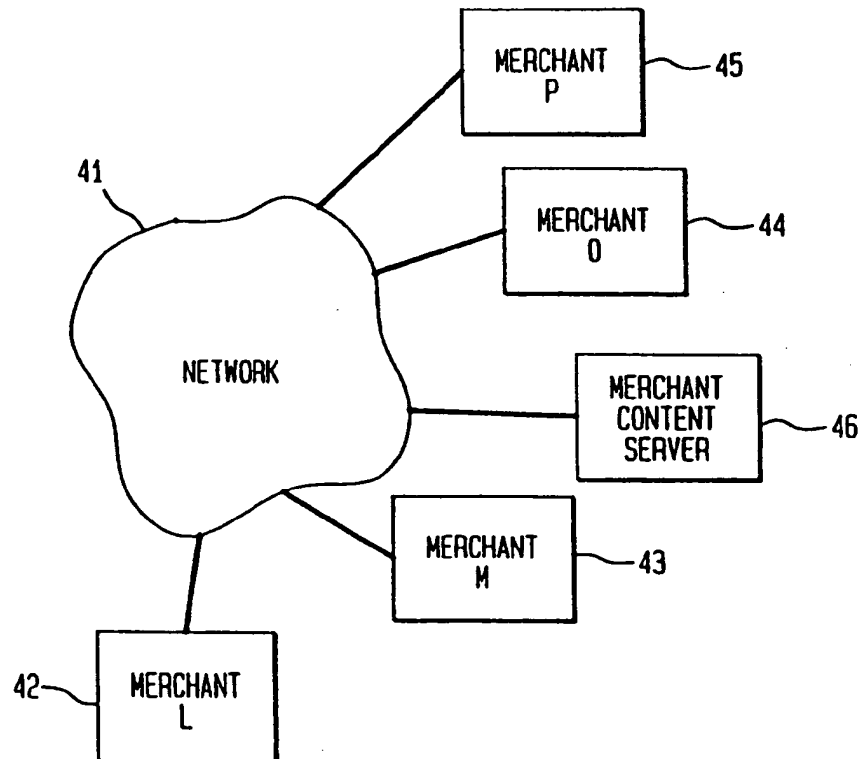 MERCHANT
P
45
41
MERCHANT
O
44
NETWORK
MERCHANT
CONTENT
SERVER
46
MERCHANT
M
43
42
MERCHANT
L